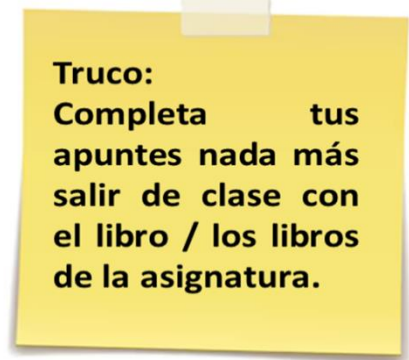 Truco:
Completa tus
apuntes nada más
salir de clase con
el libro / los libros
de la asignatura.